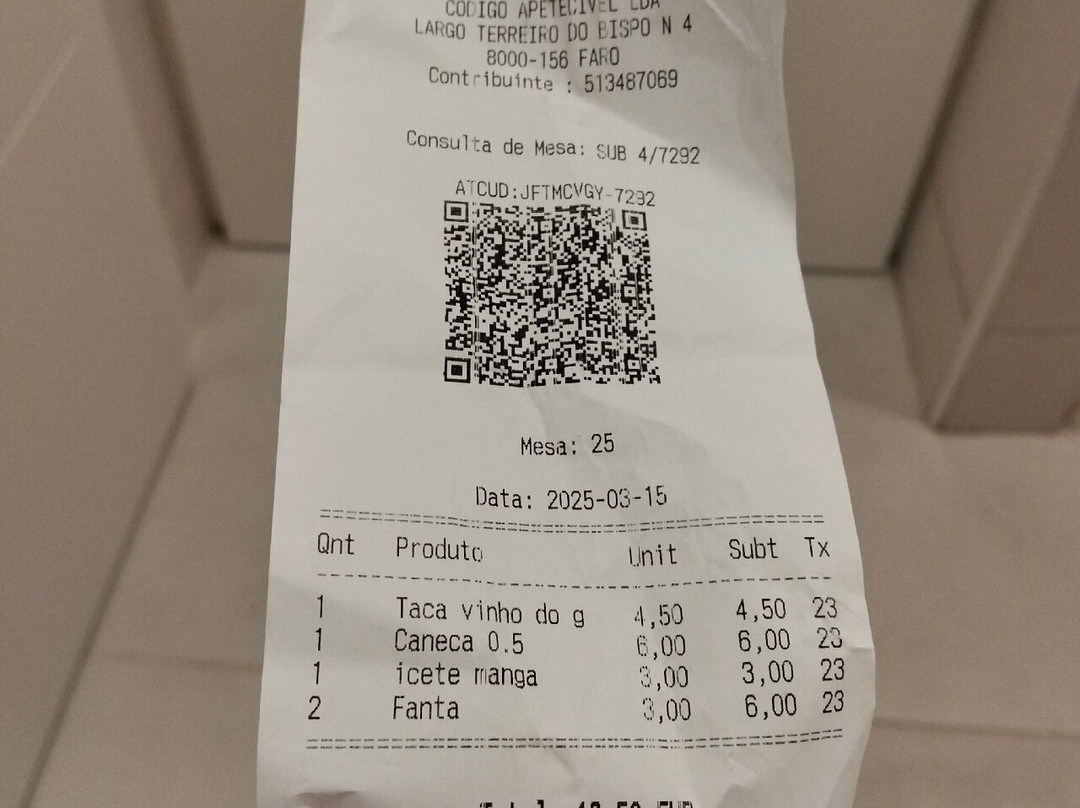 CODIGO APETECIVEL LDA
LARGO TERREIRO DO BISPO N 4
8000-156 FARO
Contribuinte : 513487069
Consulta de Mesa: SUB 4/7292
ATCUD:JFTMCVGY-7292
Mesa: 25
Data: 2025-03-15
Qnt Produto Unit Subt Tx
1 Taca vinho do g 4,50 4,50 23
1 Caneca 0.5 6,00 6,00 23
1 icete manga 3,00 3,00 23
2 Fanta 3,00 6,00 23